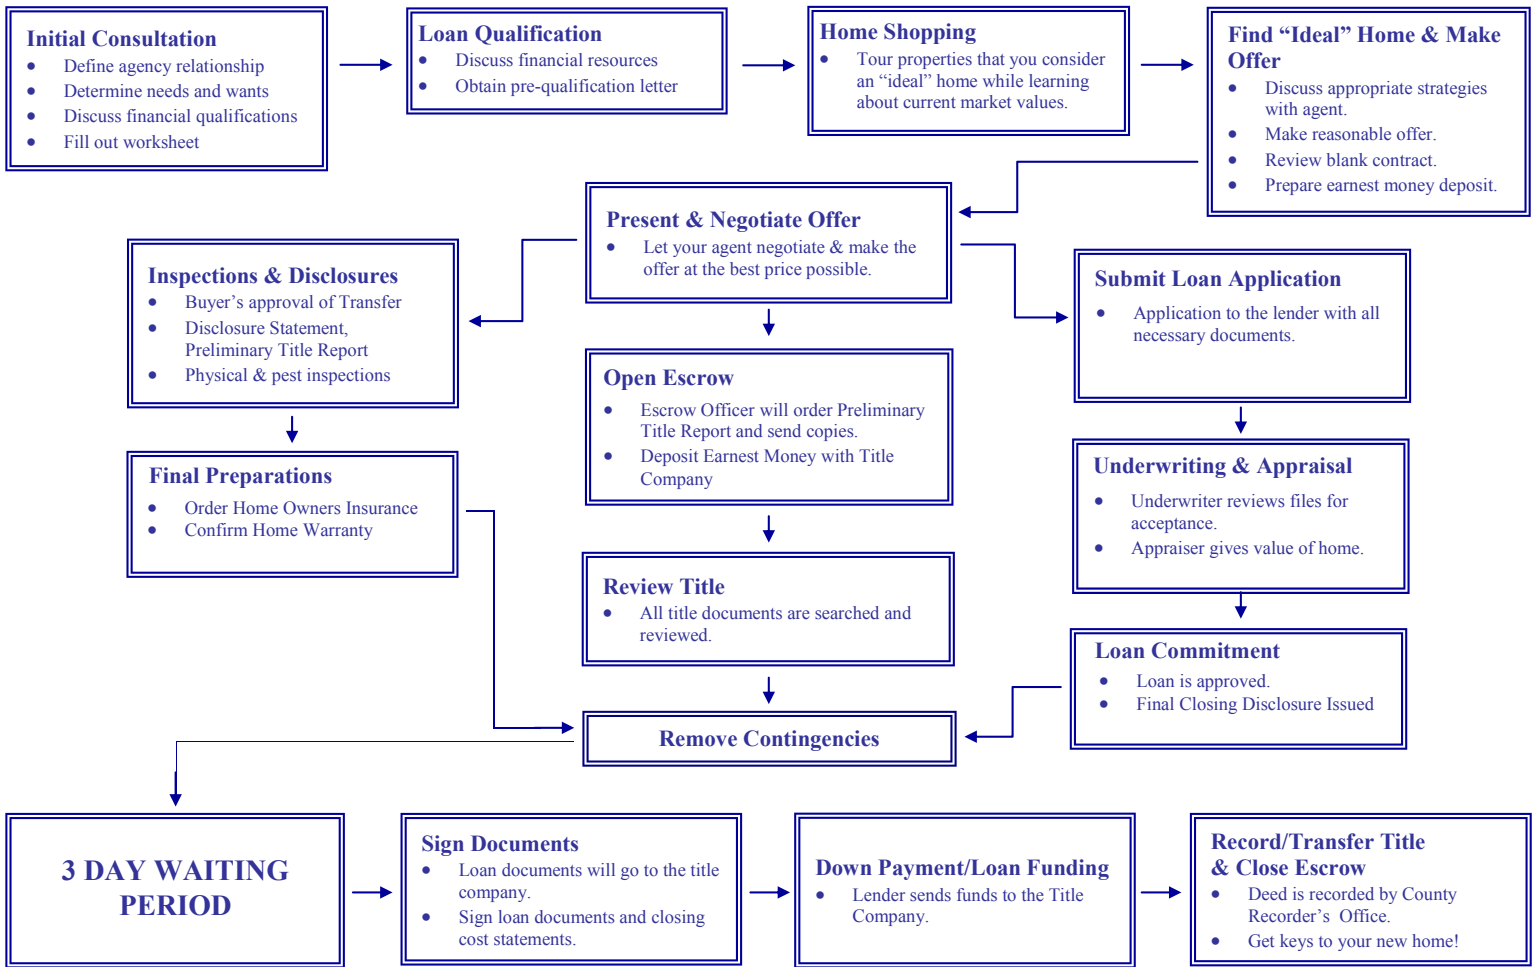 Initial Consultation
• Define agency relationship
• Determine needs and wants
• Discuss financial qualifications
• Fill out worksheet
Loan Qualification
• Discuss financial resources
• Obtain pre-qualification letter
Home Shopping
• Tour properties that you consider
an “ideal” home while learning
about current market values.
Find “Ideal” Home & Make
Offer
• Discuss appropriate strategies
with agent.
• Make reasonable offer.
• Review blank contract.
• Prepare earnest money deposit.
Present & Negotiate Offer
• Let your agent negotiate & make the
offer at the best price possible.
Inspections & Disclosures
• Buyer’s approval of Transfer
• Disclosure Statement,
Preliminary Title Report
• Physical & pest inspections
Submit Loan Application
• Application to the lender with all
necessary documents.
Open Escrow
• Escrow Officer will order Preliminary
Title Report and send copies.
• Deposit Earnest Money with Title
Company
Final Preparations
• Order Home Owners Insurance
• Confirm Home Warranty
Underwriting & Appraisal
• Underwriter reviews files for
acceptance.
• Appraiser gives value of home.
Review Title
• All title documents are searched and
reviewed.
Loan Commitment
• Loan is approved.
• Final Closing Disclosure Issued
Remove Contingencies
3 DAY WAITING
PERIOD
Sign Documents
• Loan documents will go to the title
company.
• Sign loan documents and closing
cost statements.
Down Payment/Loan Funding
• Lender sends funds to the Title
Company.
Record/Transfer Title
& Close Escrow
• Deed is recorded by County
Recorder’s Office.
• Get keys to your new home!